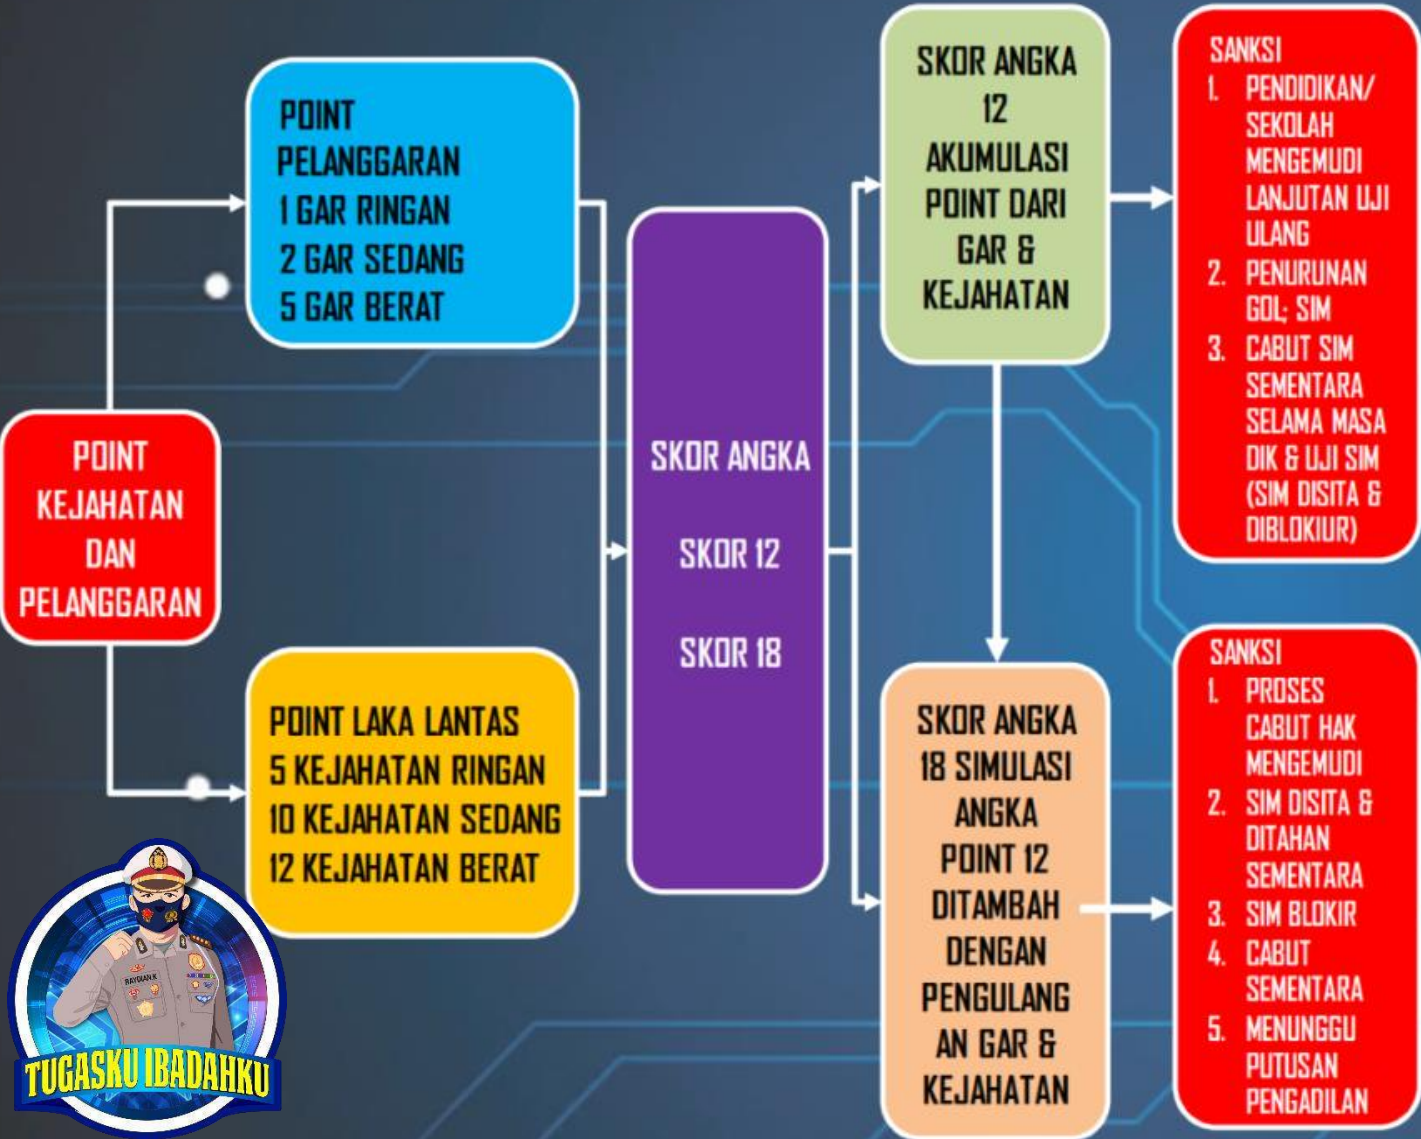 POINT
KEJAHATAN
DAN
PELANGGARAN
POINT
PELANGGARAN
1 GAR RINGAN
2 GAR SEDANG
5 GAR BERAT
POINT LAKA LANTAS
5 KEJAHATAN RINGAN
10 KEJAHATAN SEDANG
12 KEJAHATAN BERAT
SKOR ANGKA
SKOR 12
SKOR 18
SKOR ANGKA
12
AKUMULASI
POINT DARI
GAR &
KEJAHATAN
SANKSI
1. PENDIDIKAN/
SEKOLAH
MENGEMUDI
LANJUTAN UJI
ULANG
2. PENURUNAN
GOL; SIM
3. CABUT SIM
SEMENTARA
SELAMA MASA
DIK & UJI SIM
(SIM DISITA &
DIBLOKIUR)
SKOR ANGKA
18 SIMULASI
ANGKA
POINT 12
DITAMBAH
DENGAN
PENGULANG
AN GAR &
KEJAHATAN
SANKSI
1. PROSES
CABUT HAK
MENGEMUDI
2. SIM DISITA &
DITAHAN
SEMENTARA
3. SIM BLOKIR
4. CABUT
SEMENTARA
5. MENUNGGU
PUTUSAN
PENGADILAN
TUGASKU IBADAHKU